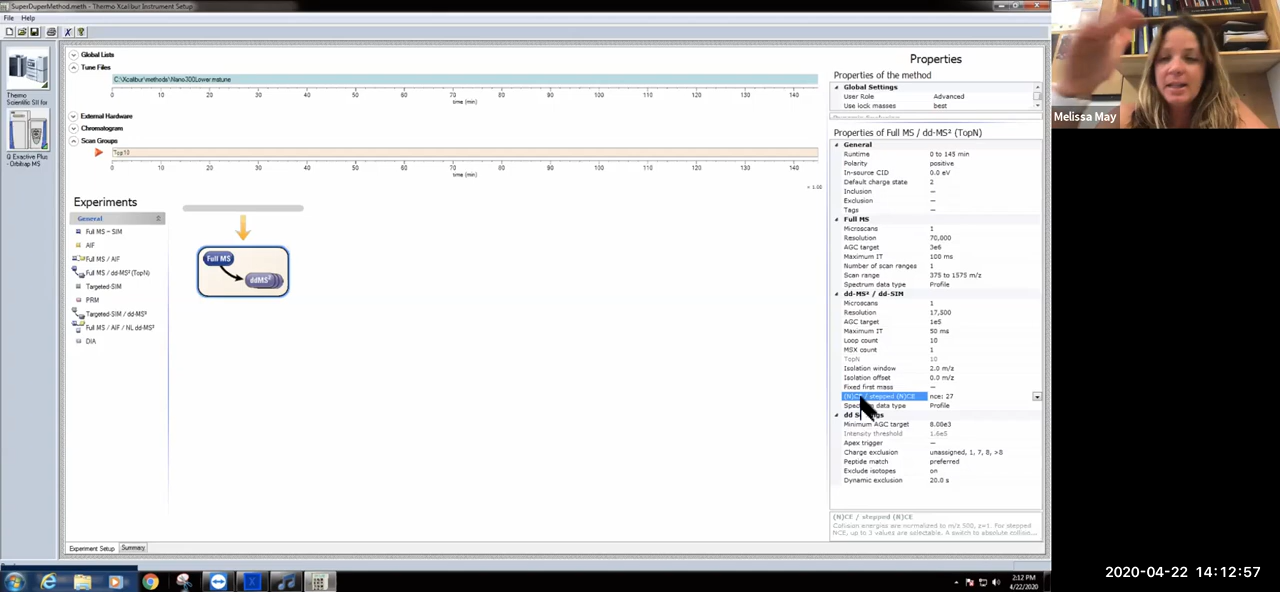 SuperDuperMethod.meth - Thermo Xcalibur Instrument Setup
File Help
Thermo
Scientific SII for
Xcalibur
Q Exactive Plus -
Orbitrap MS
Global Lists
Tune Files
C:\Xcalibur\methods\Nano300Lower.mstune
0 10 20 30 40 50 60 70 80 90 100 110 120 130 140
time (min)
External Hardware
Chromatogram
Scan Groups
Top10
0 10 20 30 40 50 60 70 80 90 100 110 120 130 140
time (min)
× 1.00
Experiments
General
Full MS - SIM
AIF
Full MS / AIF
Full MS / dd-MS² (TopN)
Targeted-SIM
PRM
Targeted-SIM / dd-MS²
Full MS / AIF / NL dd-MS²
DIA
Full MS
ddMS²
Experiment Setup Summary
Properties
Properties of the method
Global Settings
User Role Advanced
Use lock masses best
Properties of Full MS / dd-MS² (TopN)
General
Runtime 0 to 145 min
Polarity positive
In-source CID 0.0 eV
Default charge state 2
Inclusion —
Exclusion —
Tags —
Full MS
Microscans 1
Resolution 70,000
AGC target 3e6
Maximum IT 100 ms
Number of scan ranges 1
Scan range 375 to 1575 m/z
Spectrum data type Profile
dd-MS² / dd-SIM
Microscans 1
Resolution 17,500
AGC target 1e5
Maximum IT 50 ms
Loop count 10
MSX count 1
TopN 10
Isolation window 2.0 m/z
Isolation offset 0.0 m/z
Fixed first mass —
(N)CE / stepped (N)CE nce: 27
Spectrum data type Profile
dd Settings
Minimum AGC target 8.00e3
Intensity threshold 1.6e5
Apex trigger —
Charge exclusion unassigned, 1, 7, 8, >8
Peptide match preferred
Exclude isotopes on
Dynamic exclusion 20.0 s
(N)CE / stepped (N)CE
Collision energies are normalized to m/z 500, z=1. For stepped
NCE, up to 3 values are selectable. A switch to absolute collision...
2:12 PM
4/22/2020
Melissa May
2020-04-22 14:12:57